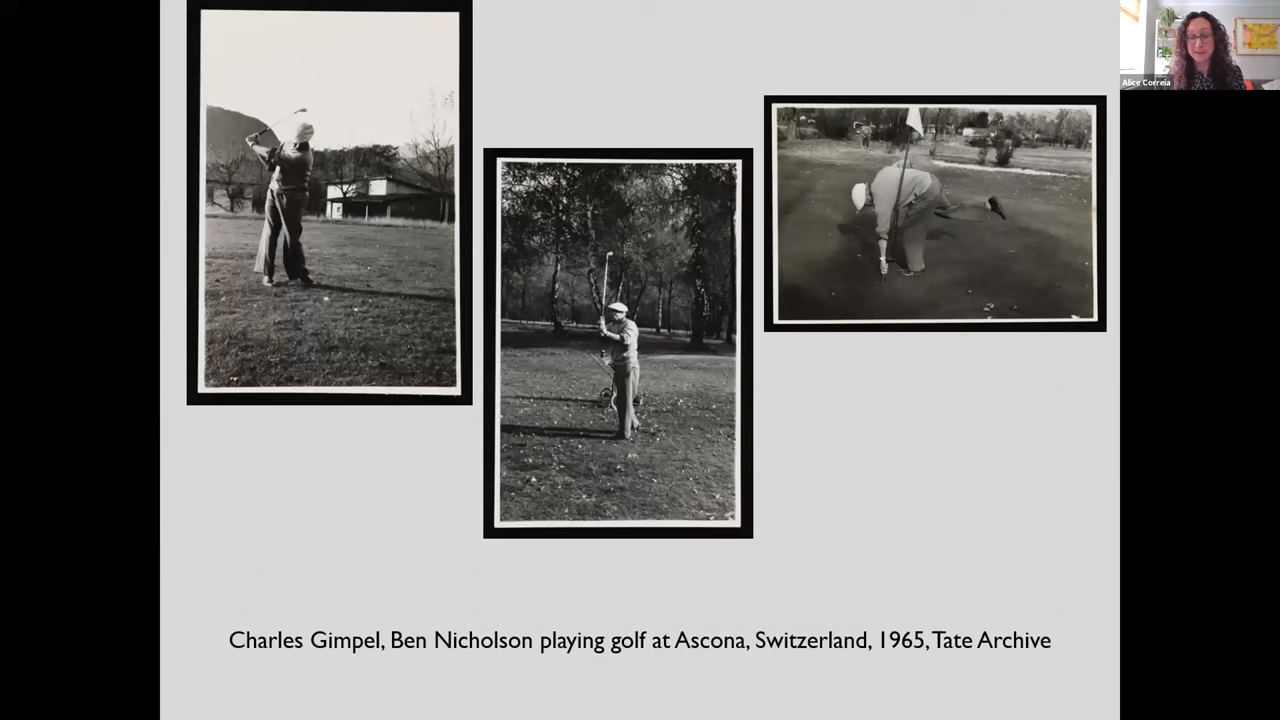 Alice Correia
Charles Gimpel, Ben Nicholson playing golf at Ascona, Switzerland, 1965, Tate Archive